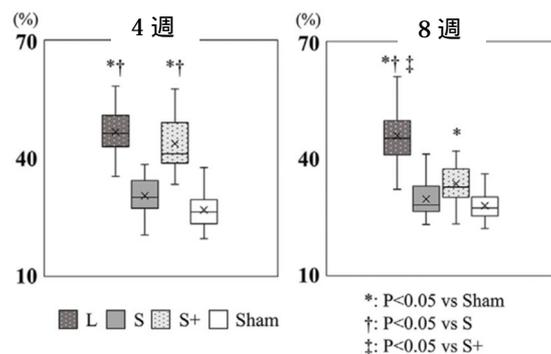 (%)
4 週
70
*†
*†
40
10
(%)
8 週
70
*† ‡
*
40
10
L S S+ Sham
*: P<0.05 vs Sham
†: P<0.05 vs S
‡: P<0.05 vs S+